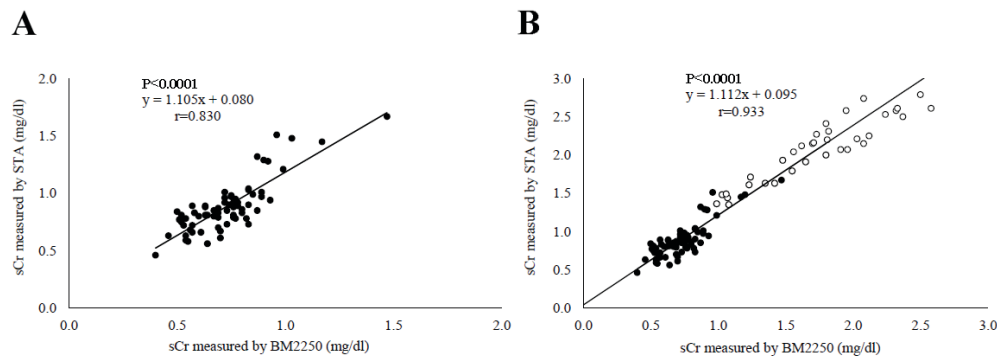 A
B
P<0.0001
y = 1.105x + 0.080
r=0.830
sCr measured by STA (mg/dl)
2.0
1.5
1.0
0.5
0.0
0.0 0.5 1.0 1.5 2.0
sCr measured by BM2250 (mg/dl)
P<0.0001
y = 1.112x + 0.095
r=0.933
sCr measured by STA (mg/dl)
3.0
2.5
2.0
1.5
1.0
0.5
0.0
0.0 0.5 1.0 1.5 2.0 2.5 3.0
sCr measured by BM2250 (mg/dl)